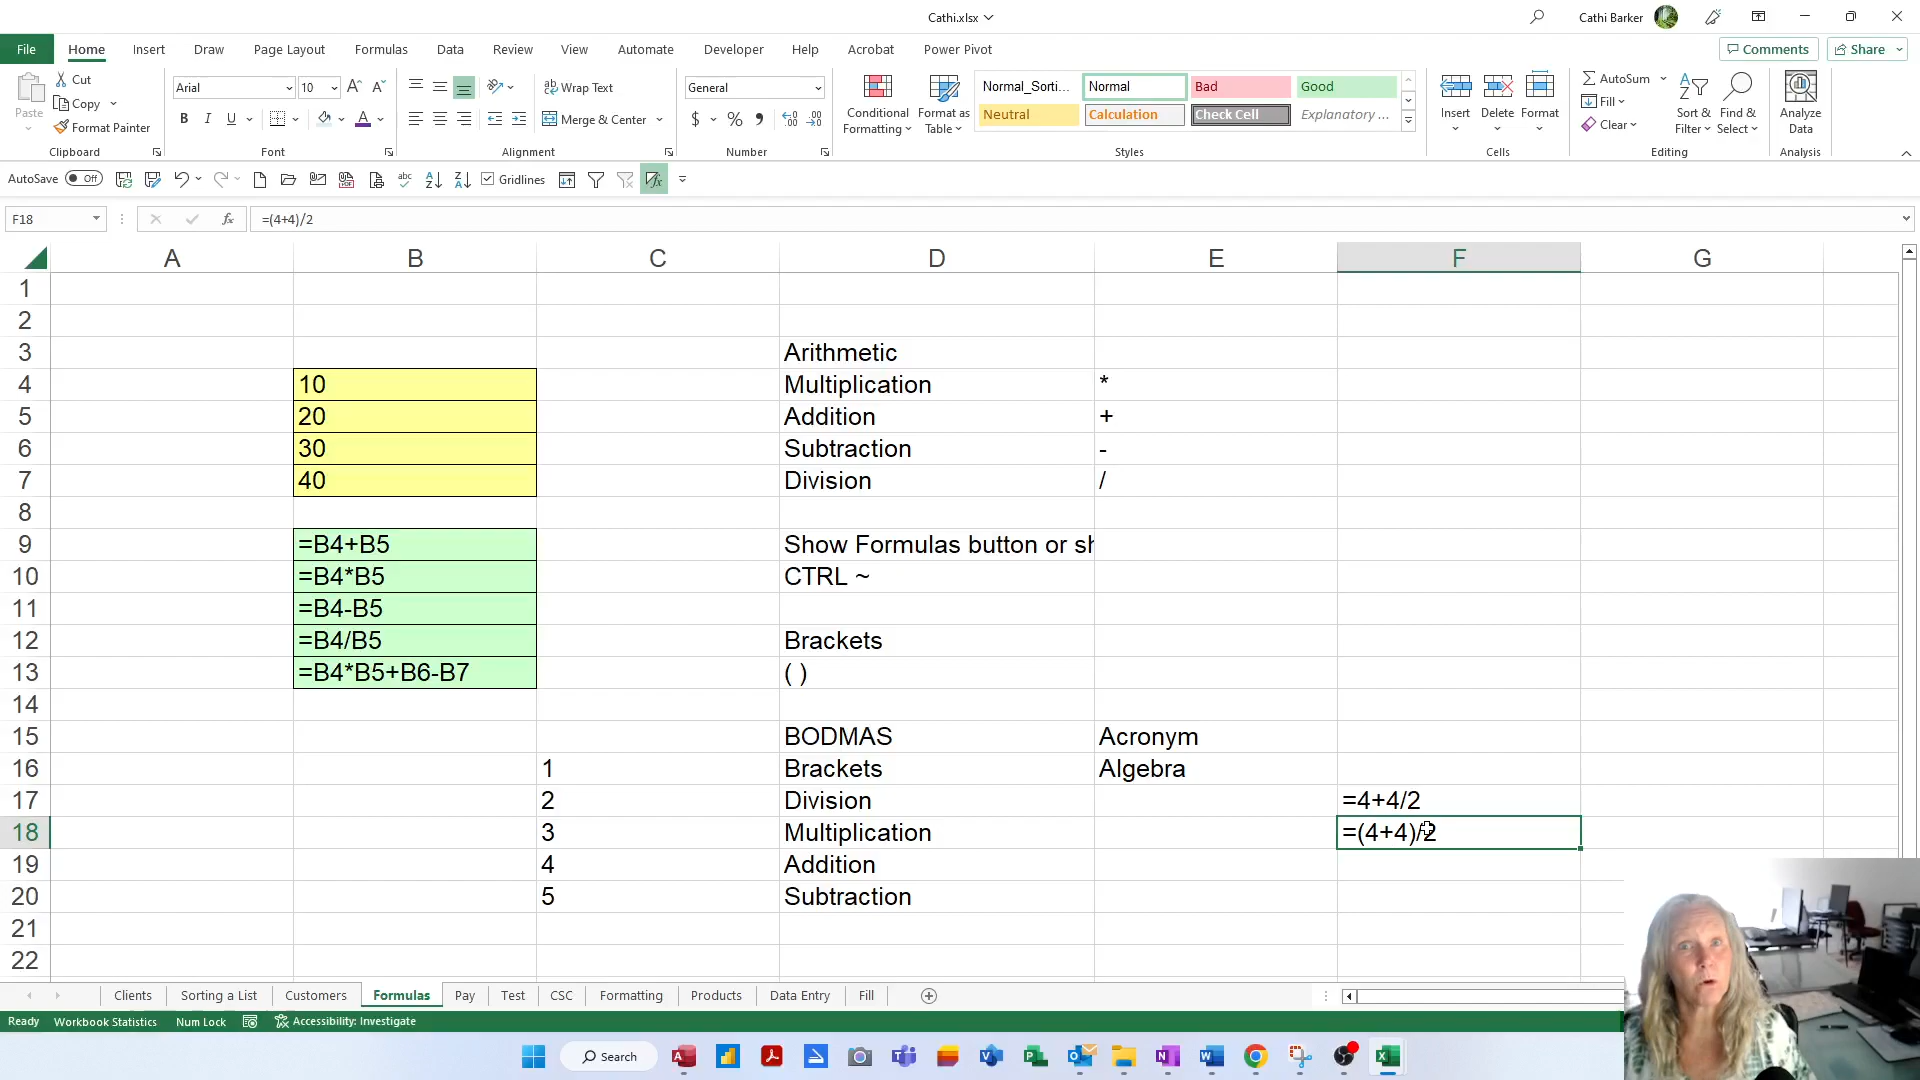 Cathi.xlsx
Cathi Barker
File Home Insert Draw Page Layout Formulas Data Review View Automate Developer Help Acrobat Power Pivot
Comments Share
Paste
Cut
Copy
Format Painter
Clipboard
Arial 10
B I U
Font
Wrap Text
Merge & Center
Alignment
General
$ % 9
Number
Conditional Formatting
Format as Table
Normal_Sorti... Normal Bad Good
Neutral Calculation Check Cell Explanatory ...
Styles
Insert Delete Format
Cells
AutoSum
Fill
Clear
Sort & Filter
Find & Select
Editing
Analyze Data
Analysis
AutoSave Off
Gridlines
F18 fx =(4+4)/2
A B C D E F G
1
2
3 Arithmetic
4 10 Multiplication *
5 20 Addition +
6 30 Subtraction -
7 40 Division /
8
9 =B4+B5 Show Formulas button or sh
10 =B4*B5 CTRL ~
11 =B4-B5
12 =B4/B5 Brackets
13 =B4*B5+B6-B7 ( )
14
15 BODMAS Acronym
16 1 Brackets Algebra
17 2 Division =4+4/2
18 3 Multiplication =(4+4)/2
19 4 Addition
20 5 Subtraction
21
22
Clients Sorting a List Customers Formulas Pay Test CSC Formatting Products Data Entry Fill
Ready Workbook Statistics Num Lock Accessibility: Investigate
Search